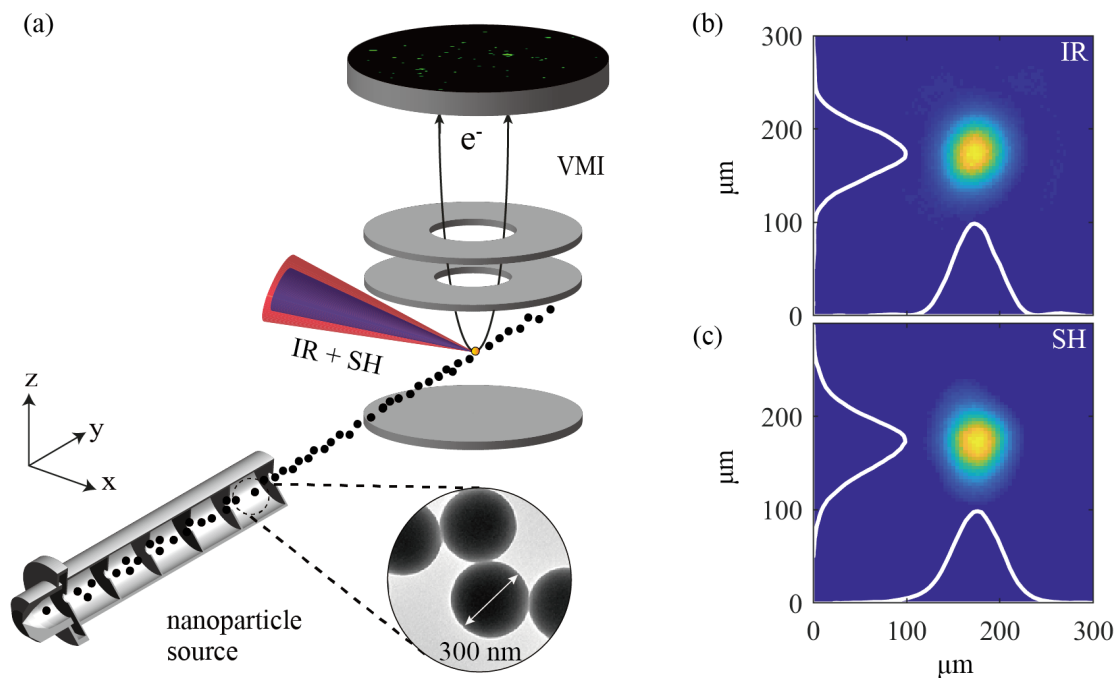 (a)
e-
VMI
IR + SH
z
y
x
nanoparticle
source
300 nm
(b)
IR
300
200
100
0
μm
(c)
SH
300
200
100
0
μm
0
100
200
300
μm